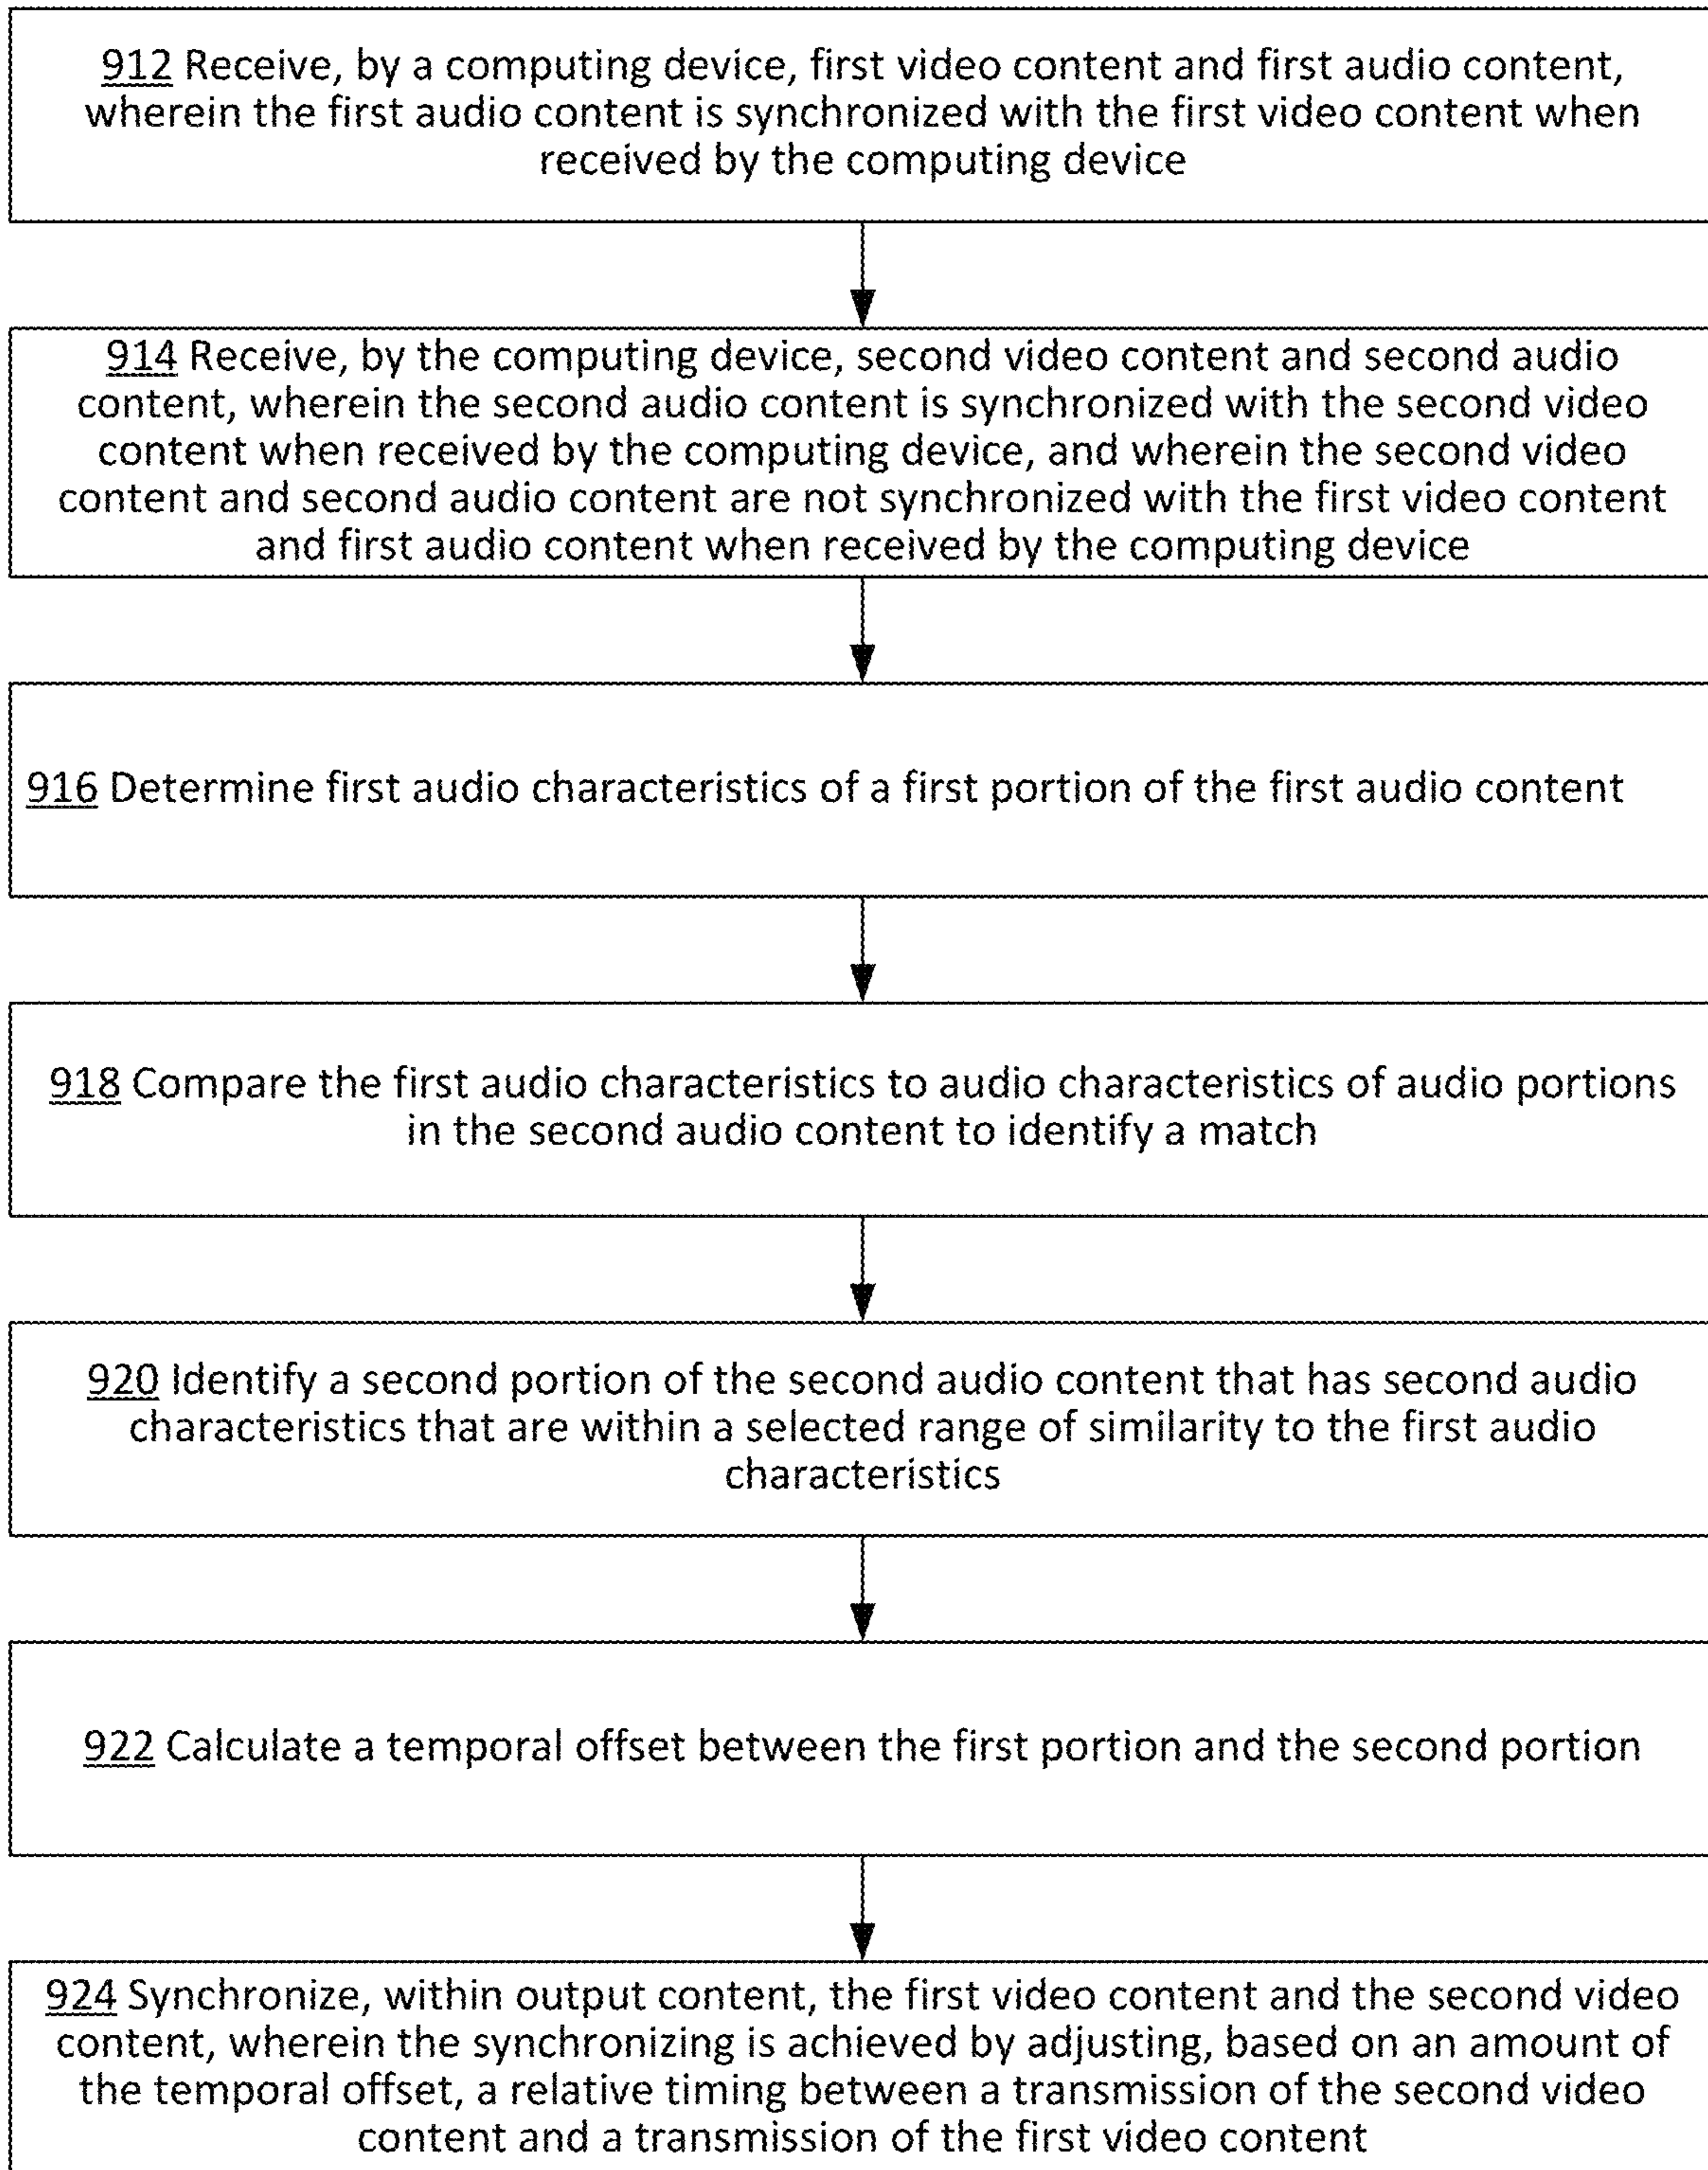 912 Receive, by a computing device, first video content and first audio content,
wherein the first audio content is synchronized with the first video content when
received by the computing device
914 Receive, by the computing device, second video content and second audio
content, wherein the second audio content is synchronized with the second video
content when received by the computing device, and wherein the second video
content and second audio content are not synchronized with the first video content
and first audio content when received by the computing device
916 Determine first audio characteristics of a first portion of the first audio content
918 Compare the first audio characteristics to audio characteristics of audio portions
in the second audio content to identify a match
920 Identify a second portion of the second audio content that has second audio
characteristics that are within a selected range of similarity to the first audio
characteristics
922 Calculate a temporal offset between the first portion and the second portion
924 Synchronize, within output content, the first video content and the second video
content, wherein the synchronizing is achieved by adjusting, based on an amount of
the temporal offset, a relative timing between a transmission of the second video
content and a transmission of the first video content